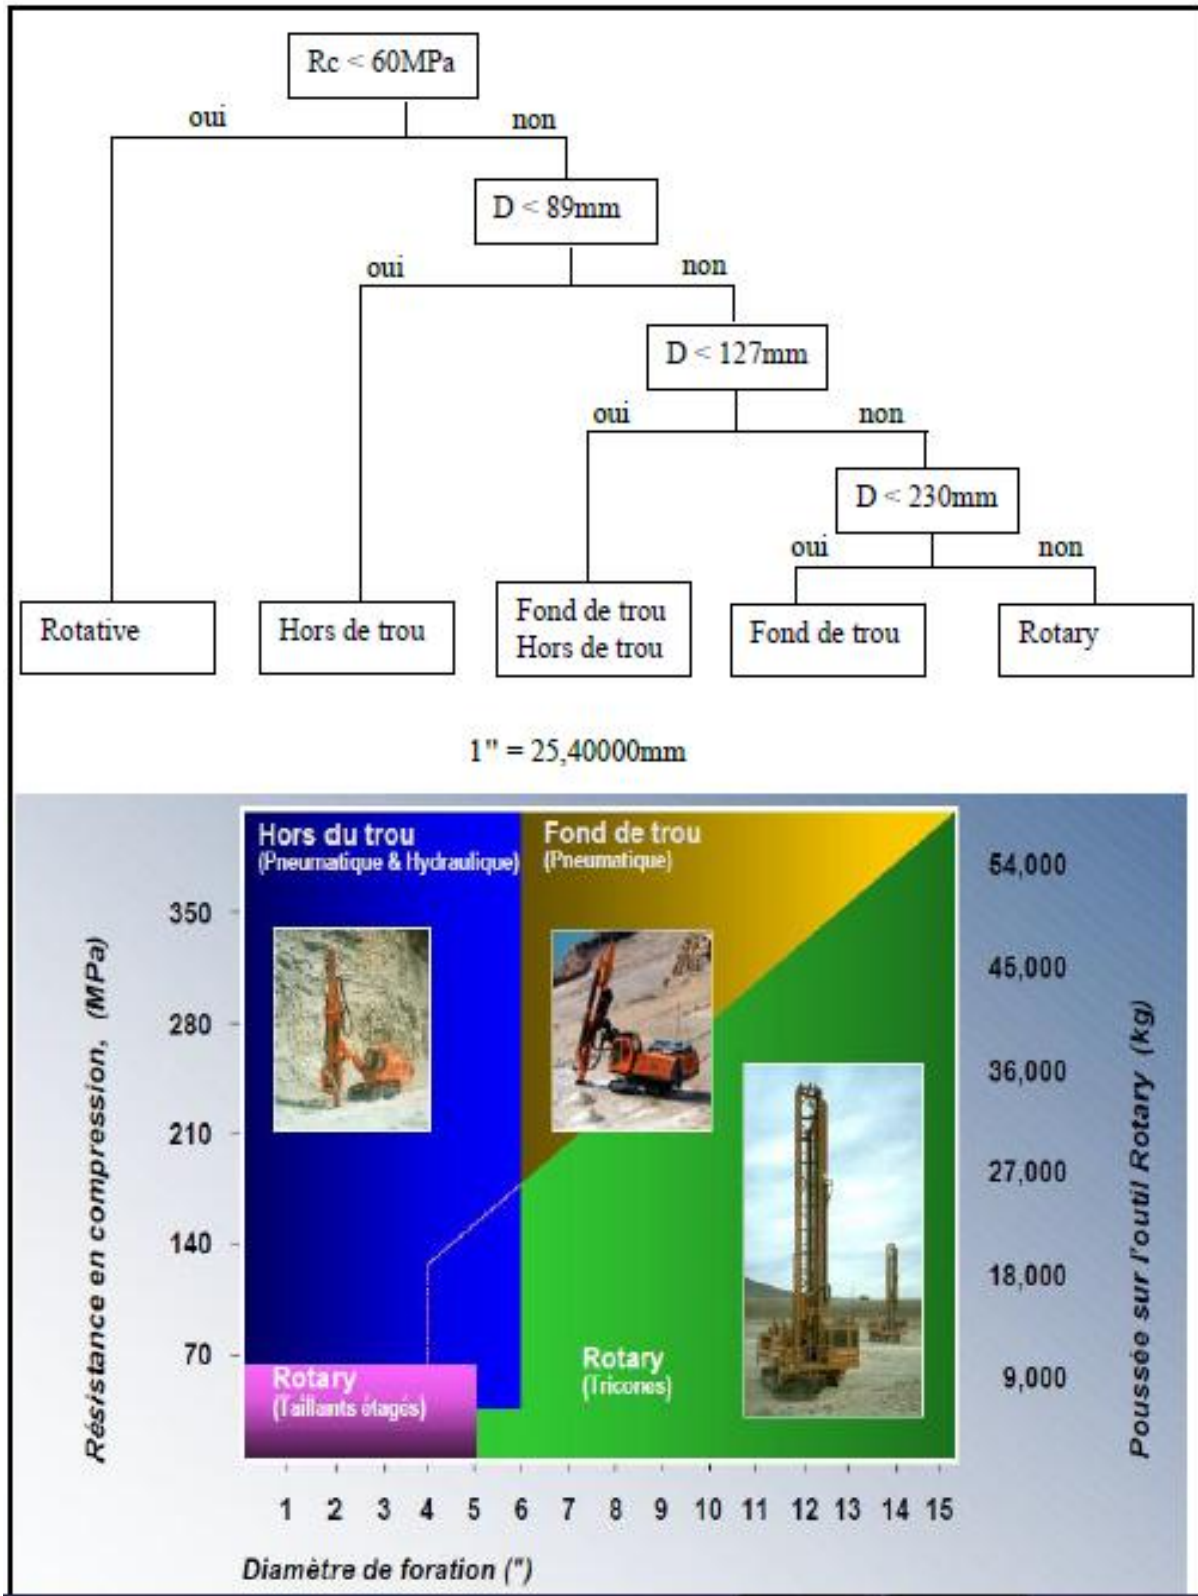 Rc < 60MPa
oui non
D < 89mm
oui non
D < 127mm
oui non
D < 230mm
oui non
Rotative
Hors de trou
Fond de trou
Hors de trou
Fond de trou
Rotary
1" = 25,40000mm
Hors du trou
(Pneumatique & Hydraulique)
Fond de trou
(Pneumatique)
Rotary
(Taillants étagés)
Rotary
(Tricones)
Résistance en compression, (MPa)
350
280
210
140
70
54,000
45,000
36,000
27,000
18,000
9,000
Poussée sur l'outil Rotary (kg)
1 2 3 4 5 6 7 8 9 10 11 12 13 14 15
Diamètre de foration (")